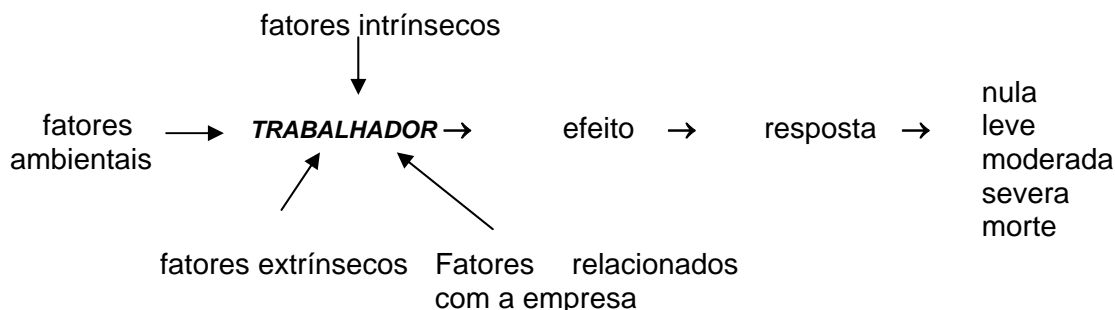 fatores intrínsecos
fatores
ambientais
TRABALHADOR → efeito → resposta →
nula
leve
moderada
severa
morte
fatores extrínsecos
Fatores relacionados
com a empresa